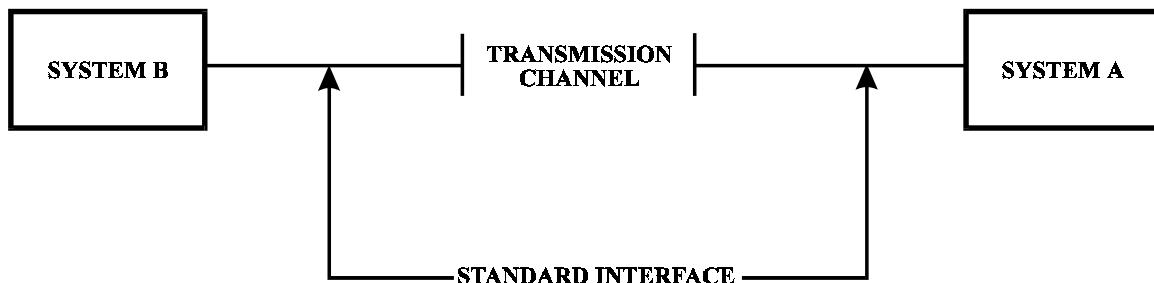 SYSTEM B
TRANSMISSION
CHANNEL
SYSTEM A
STANDARD INTERFACE